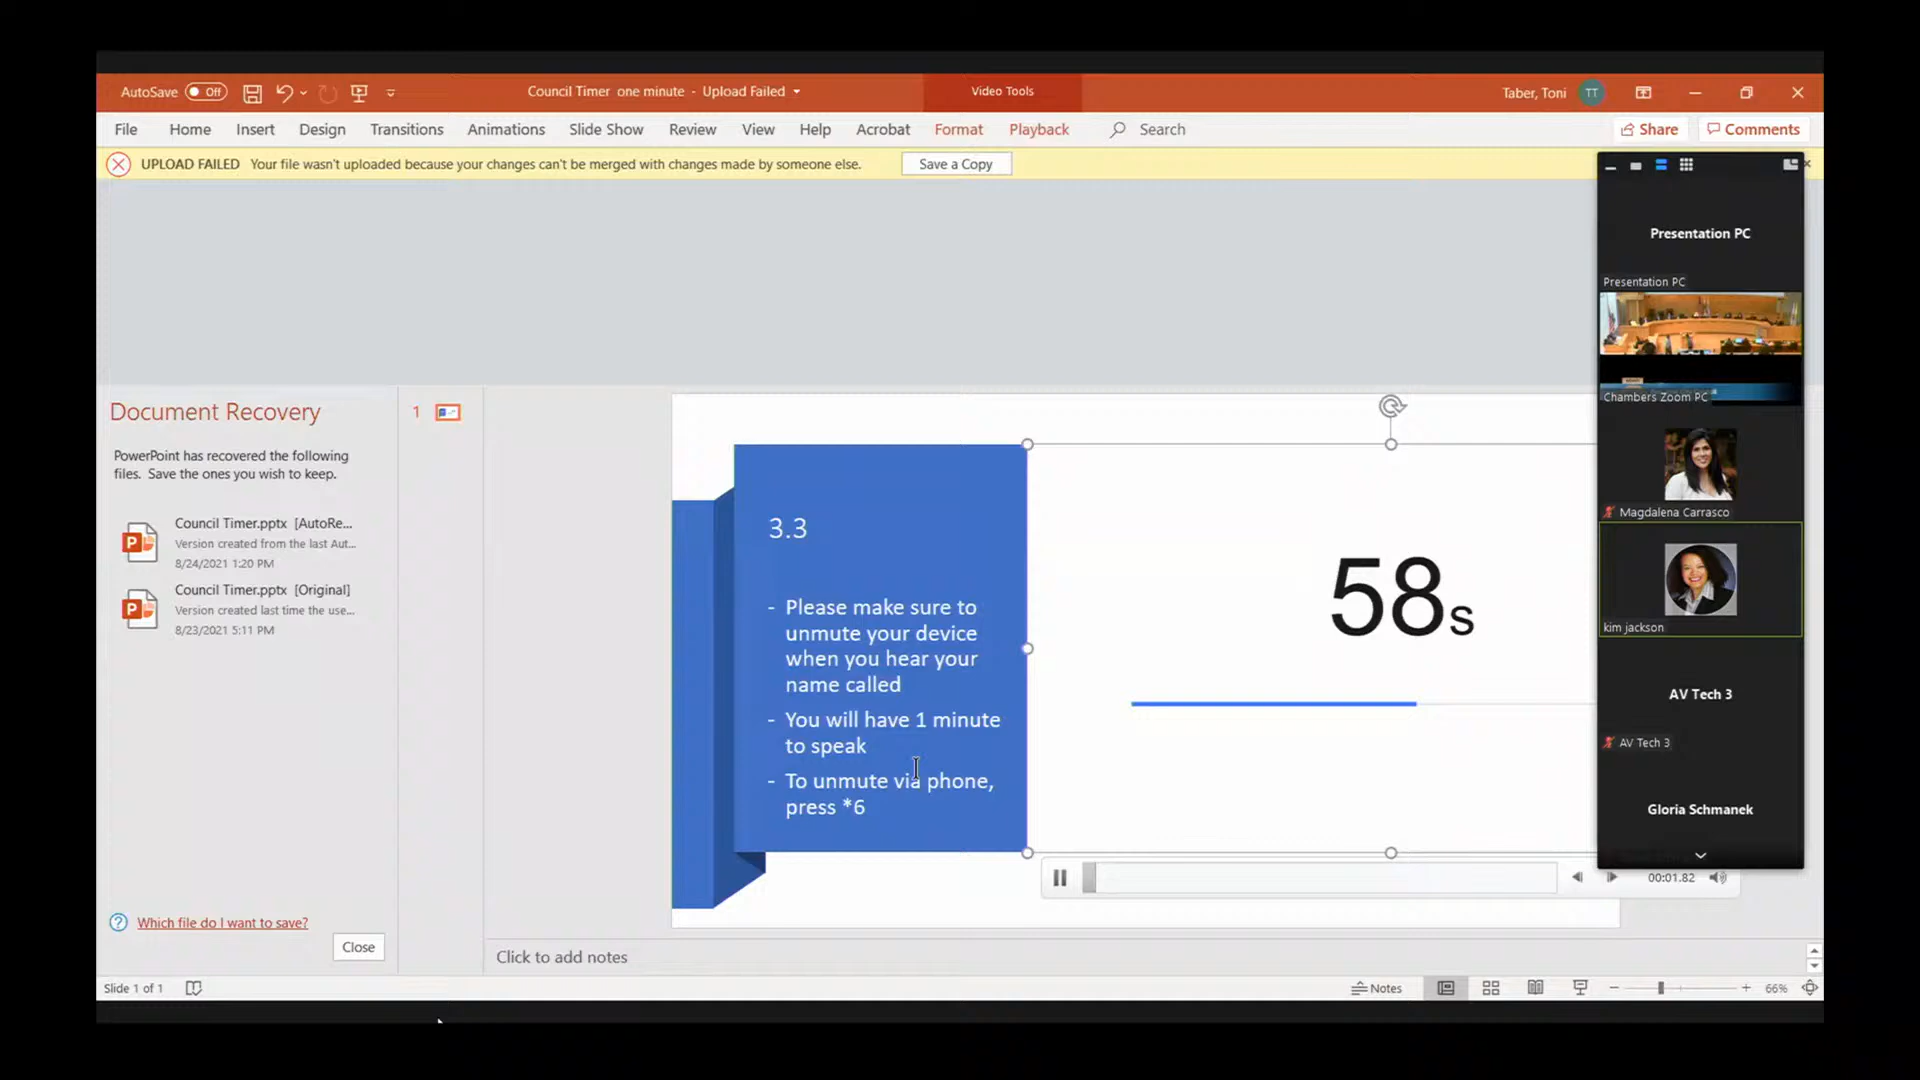 AutoSave Off
Council Timer one minute - Upload Failed
Video Tools
Taber, Toni TT
File Home Insert Design Transitions Animations Slide Show Review View Help Acrobat Format Playback Search
Share Comments
UPLOAD FAILED Your file wasn't uploaded because your changes can't be merged with changes made by someone else. Save a Copy
Presentation PC
Presentation PC
Chambers Zoom PC
Magdalena Carrasco
kim jackson
AV Tech 3
AV Tech 3
Gloria Schmanek
Document Recovery
PowerPoint has recovered the following
files. Save the ones you wish to keep.
Council Timer.pptx [AutoRe...
Version created from the last Aut...
8/24/2021 1:20 PM
Council Timer.pptx [Original]
Version created last time the use...
8/23/2021 5:11 PM
Which file do I want to save?
Close
1
3.3
- Please make sure to
unmute your device
when you hear your
name called
- You will have 1 minute
to speak
- To unmute via phone,
press *6
58s
00:01.82
Click to add notes
Slide 1 of 1
Notes
66%